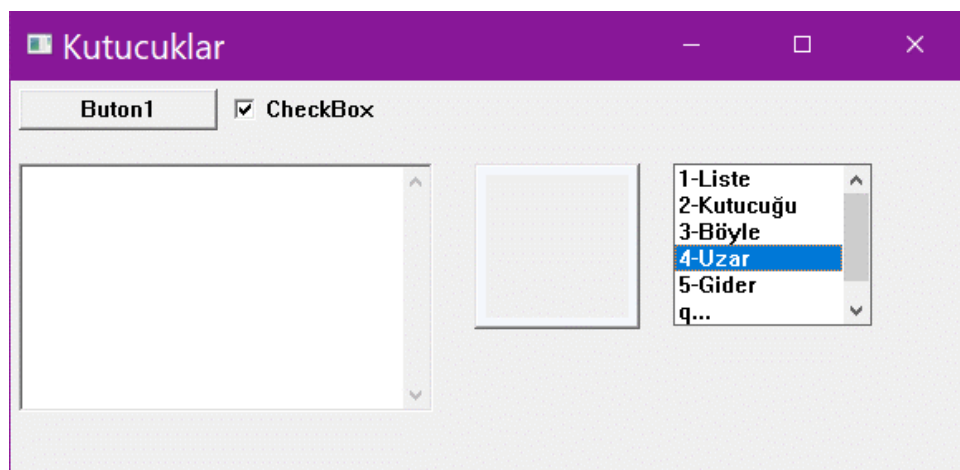 Kutucuklar
Buton1
CheckBox
1-Liste
2-Kutucuğu
3-Böyle
4-Uzar
5-Gider
q...